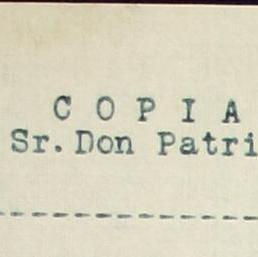 C O P I A
Sr. Don Patri